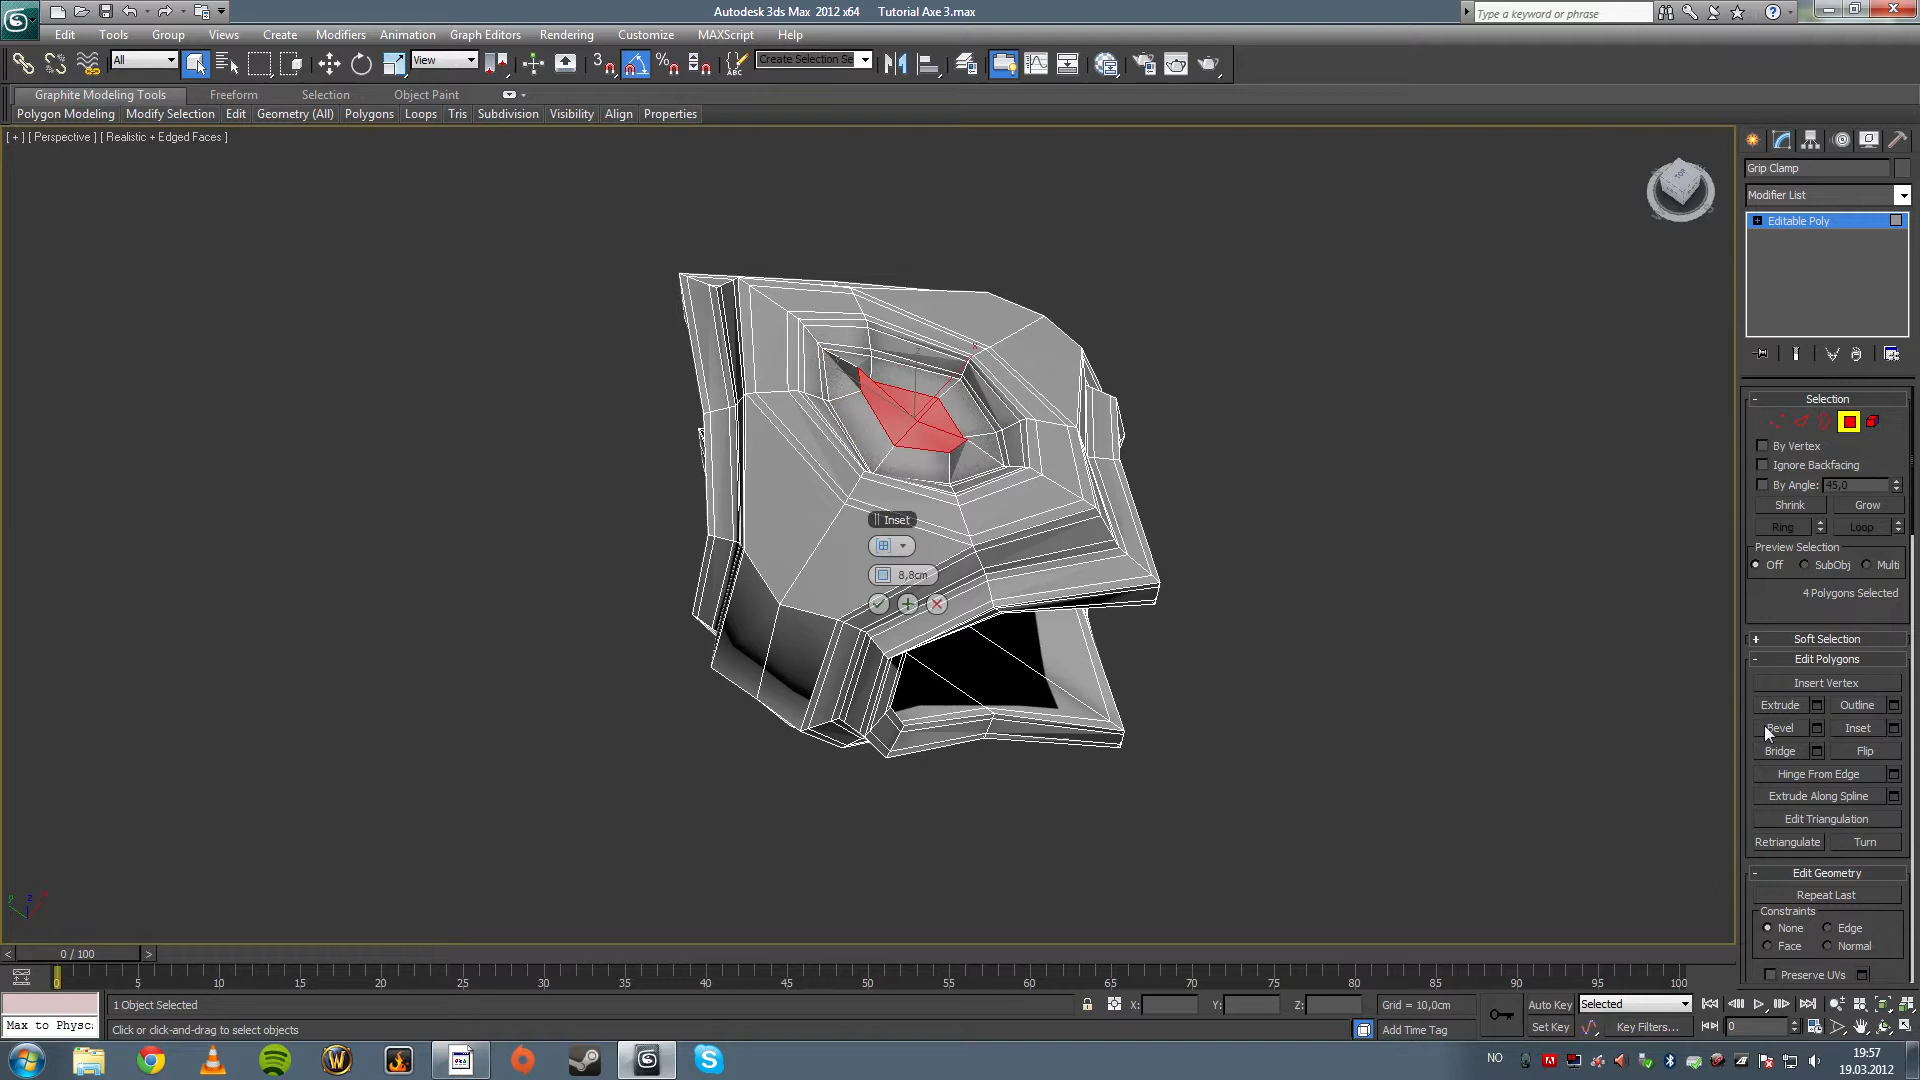 Autodesk 3ds Max 2012 x64 Tutorial Axe 3.max
Type a keyword or phrase
Edit Tools Group Views Create Modifiers Animation Graph Editors Rendering Customize MAXScript Help
All View 3 Create Selection Se
Graphite Modeling Tools Freeform Selection Object Paint
Polygon Modeling Modify Selection Edit Geometry (All) Polygons Loops Tris Subdivision Visibility Align Properties
[ + ] [ Perspective ] [ Realistic + Edged Faces ]
TOP
Grip Clamp
Modifier List
Editable Poly
Selection
By Vertex
Ignore Backfacing
By Angle: 45,0
Shrink Grow
Ring Loop
Preview Selection
Off SubObj Multi
4 Polygons Selected
Soft Selection
Edit Polygons
Insert Vertex
Extrude Outline
Bevel Inset
Bridge Flip
Hinge From Edge
Extrude Along Spline
Edit Triangulation
Retriangulate Turn
Edit Geometry
Repeat Last
Constraints
None Edge
Face Normal
Preserve UVs
Inset
8,8cm
x
z
y
0 / 100
0 5 10 15 20 25 30 35 40 45 50 55 60 65 70 75 80 85 90 95 100
1 Object Selected X: Y: Z: Grid = 10,0cm Auto Key Selected
Max to Physc:
Click or click-and-drag to select objects Add Time Tag Set Key Key Filters... 0
NO
19:57
19.03.2012